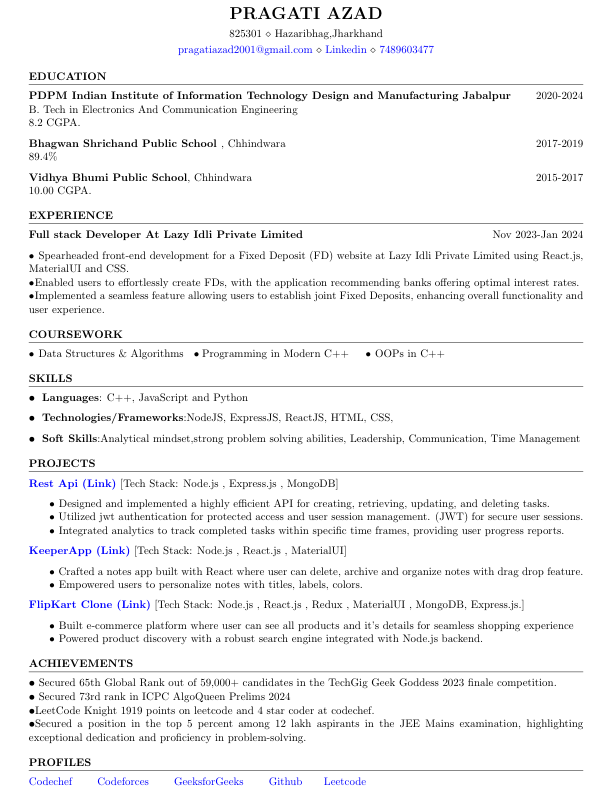 PRAGATI AZAD
825301 ⋄ Hazaribhag,Jharkhand
pragatiazad2001@gmail.com ⋄ Linkedin ⋄ 7489603477
EDUCATION
PDPM Indian Institute of Information Technology Design and Manufacturing Jabalpur 2020-2024
B. Tech in Electronics And Communication Engineering
8.2 CGPA.
Bhagwan Shrichand Public School , Chhindwara 2017-2019
89.4%
Vidhya Bhumi Public School, Chhindwara 2015-2017
10.00 CGPA.
EXPERIENCE
Full stack Developer At Lazy Idli Private Limited Nov 2023-Jan 2024
• Spearheaded front-end development for a Fixed Deposit (FD) website at Lazy Idli Private Limited using React.js,
MaterialUI and CSS.
•Enabled users to effortlessly create FDs, with the application recommending banks offering optimal interest rates.
•Implemented a seamless feature allowing users to establish joint Fixed Deposits, enhancing overall functionality and
user experience.
COURSEWORK
• Data Structures & Algorithms • Programming in Modern C++ • OOPs in C++
SKILLS
• Languages: C++, JavaScript and Python
• Technologies/Frameworks:NodeJS, ExpressJS, ReactJS, HTML, CSS,
• Soft Skills:Analytical mindset,strong problem solving abilities, Leadership, Communication, Time Management
PROJECTS
Rest Api (Link) [Tech Stack: Node.js , Express.js , MongoDB]
• Designed and implemented a highly efficient API for creating, retrieving, updating, and deleting tasks.
• Utilized jwt authentication for protected access and user session management. (JWT) for secure user sessions.
• Integrated analytics to track completed tasks within specific time frames, providing user progress reports.
KeeperApp (Link) [Tech Stack: Node.js , React.js , MaterialUI]
• Crafted a notes app built with React where user can delete, archive and organize notes with drag drop feature.
• Empowered users to personalize notes with titles, labels, colors.
FlipKart Clone (Link) [Tech Stack: Node.js , React.js , Redux , MaterialUI , MongoDB, Express.js.]
• Built e-commerce platform where user can see all products and it's details for seamless shopping experience
• Powered product discovery with a robust search engine integrated with Node.js backend.
ACHIEVEMENTS
• Secured 65th Global Rank out of 59,000+ candidates in the TechGig Geek Goddess 2023 finale competition.
• Secured 73rd rank in ICPC AlgoQueen Prelims 2024
•LeetCode Knight 1919 points on leetcode and 4 star coder at codechef.
•Secured a position in the top 5 percent among 12 lakh aspirants in the JEE Mains examination, highlighting
exceptional dedication and proficiency in problem-solving.
PROFILES
Codechef Codeforces GeeksforGeeks Github Leetcode